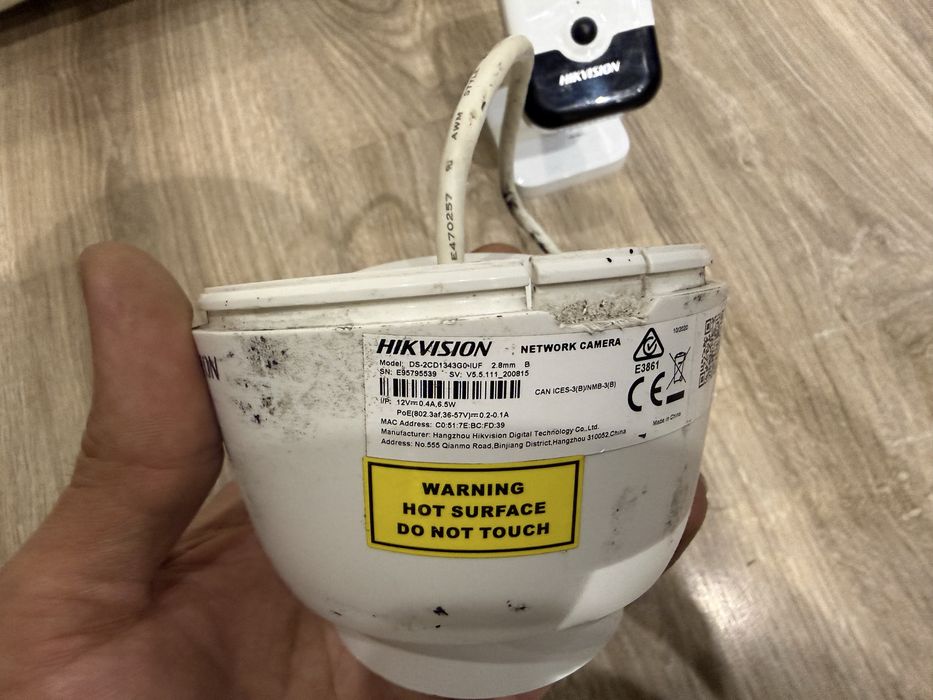 HIKVISION
E470257 AWM STYLE
HIKVISION NETWORK CAMERA
10/2020
Model: DS-2CD1343G0-IUF 2.8mm B
SN: E95795539 SV: V5.5.111_200815
E3861
CAN ICES-3(B)/NMB-3(B)
CE
I/P: 12V⎓0.4A,6.5W
PoE(802.3af,36-57V)⎓0.2-0.1A
MAC Address: C0:51:7E:BC:FD:39
Made in China
Manufacturer: Hangzhou Hikvision Digital Technology Co.,Ltd.
Address: No.555 Qianmo Road,Binjiang District,Hangzhou 310052,China
WARNING
HOT SURFACE
DO NOT TOUCH